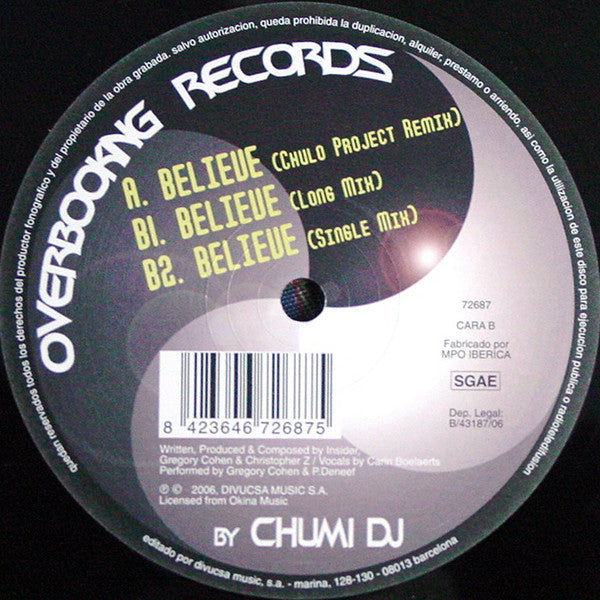 quedan reservados todos los derechos del productor fonografico y del propietario de la obra grabada. salvo autorizacion, queda prohibida la duplicacion, alquiler, prestamo o arriendo, asi como la utilizacion de este disco para ejecucion publica o radioteledifusion
OVERBOOKNG RECORDS
A. BELIEVE (CHULO PROJECT REMIX)
B1. BELIEVE (LONG MIX)
B2. BELIEVE (SINGLE MIX)
72687
CARA B
Fabricado por
MPO IBERICA
SGAE
Dep. Legal:
B/43187/06
8 423646 726875
Written, Produced & Composed by Insider,
Gregory Cohen & Christopher Z / Vocals by Carin Boelaerts
Performed by Gregory Cohen & P.Deneef
℗ © 2006, DIVUCSA MUSIC S.A.
Licensed from Okina Music
BY CHUMI DJ
editado por divucsa music, s.a. - marina, 128-130 - 08013 barcelona